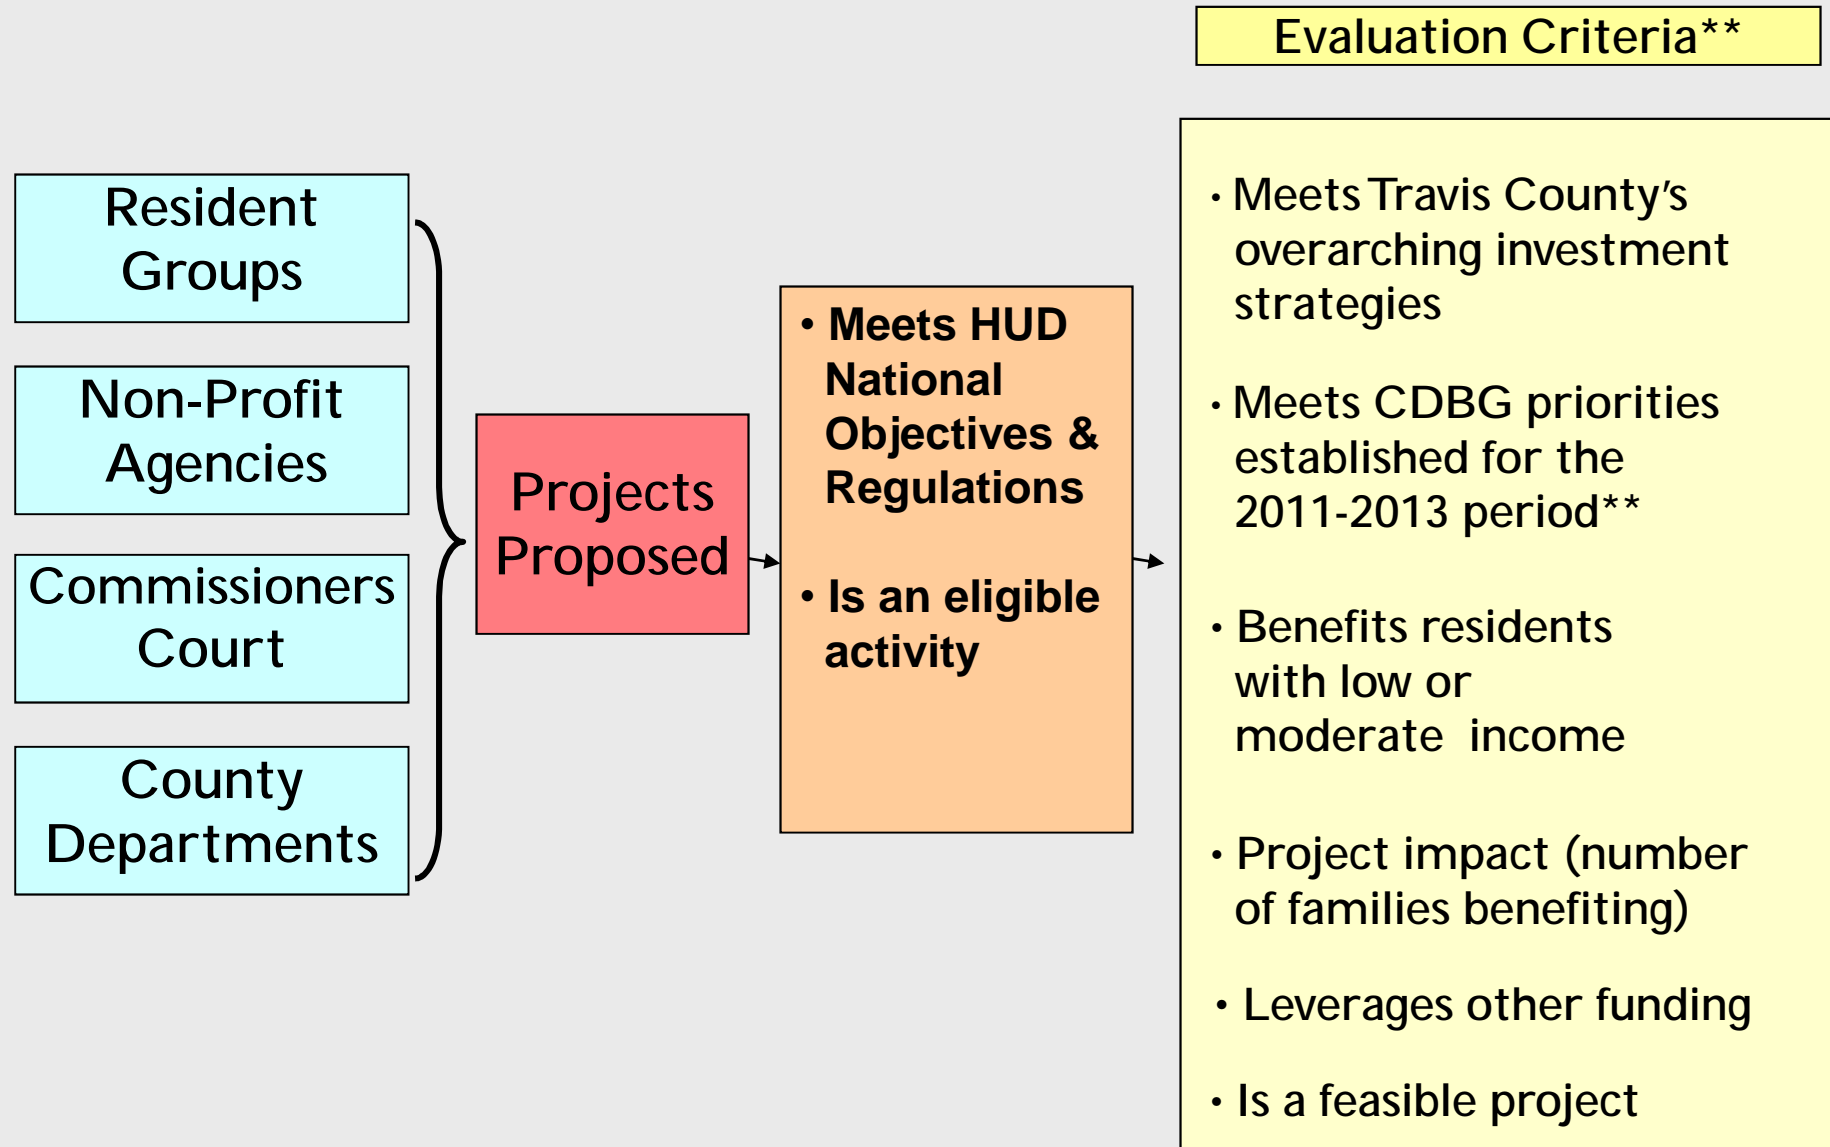 Evaluation Criteria**
Resident
Groups
Non-Profit
Agencies
Commissioners
Court
County
Departments
Projects
Proposed
• Meets HUD
National
Objectives &
Regulations
• Is an eligible
activity
• Meets Travis County's
overarching investment
strategies
• Meets CDBG priorities
established for the
2011-2013 period**
• Benefits residents
with low or
moderate income
• Project impact (number
of families benefiting)
• Leverages other funding
• Is a feasible project